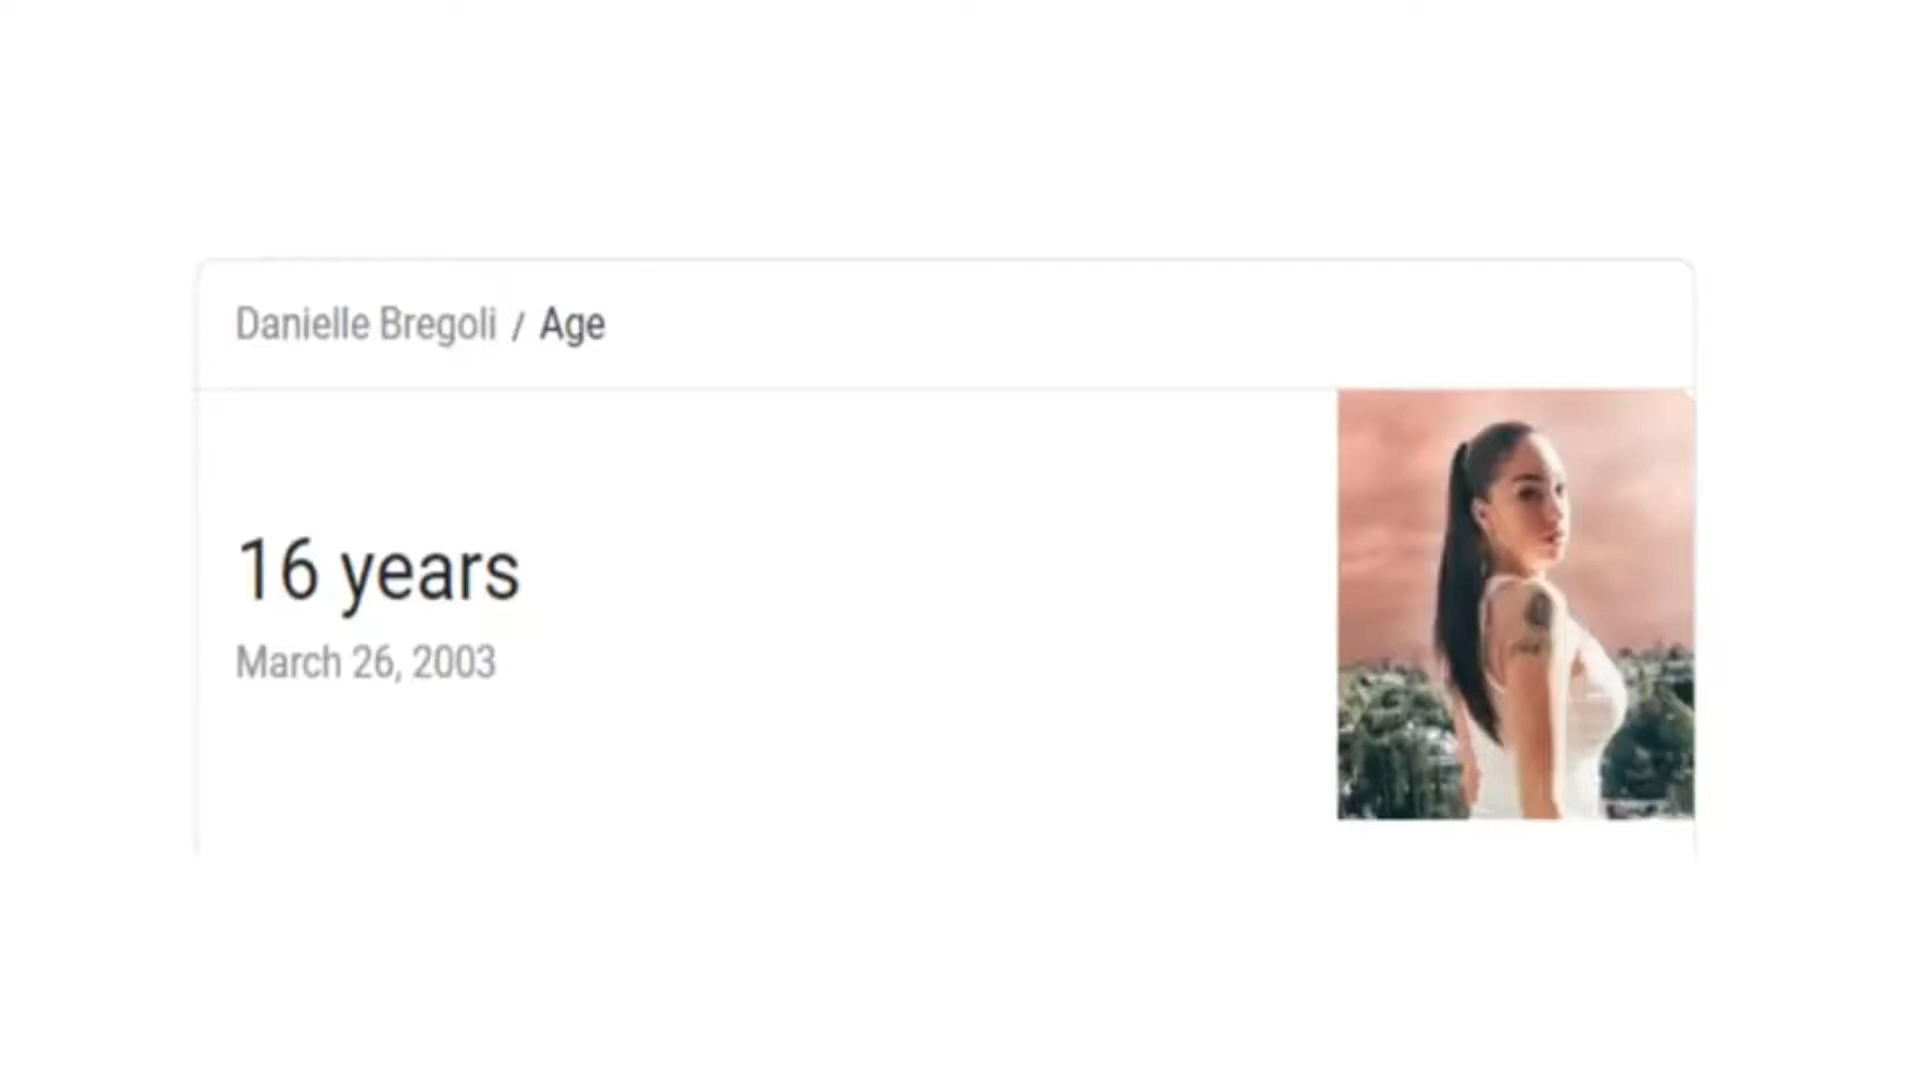 Danielle Bregoli / Age
16 years
March 26, 2003